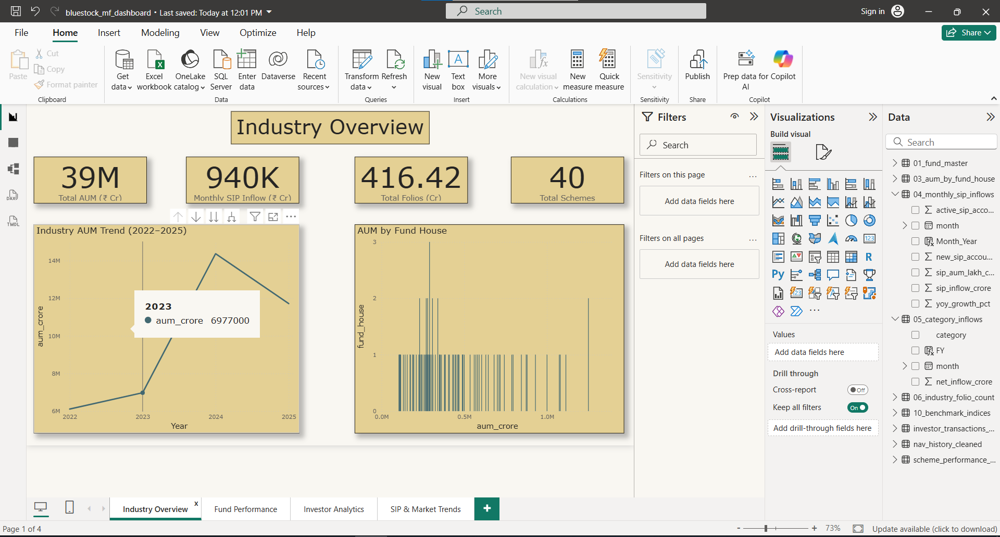 bluestock_mf_dashboard • Last saved: Today at 12:01 PM
Search
Sign in
File
Home
Insert
Modeling
View
Optimize
Help
Share
Paste
Cut
Copy
Format painter
Clipboard
Get data
Excel workbook
OneLake catalog
SQL Server
Enter data
Dataverse
Recent sources
Data
Transform data
Refresh
Queries
New visual
Text box
More visuals
Insert
New visual calculation
New measure
Quick measure
Calculations
Sensitivity
Sensitivity
Publish
Share
Prep data for AI
Copilot
Copilot
Industry Overview
39M
Total AUM (₹ Cr)
940K
Monthly SIP Inflow (₹ Cr)
416.42
Total Folios (Cr)
40
Total Schemes
Industry AUM Trend (2022–2025)
14M
12M
10M
8M
6M
aum_crore
2022
2023
2024
2025
Year
2023
aum_crore 6977000
AUM by Fund House
3
2
1
0
fund_house
0.0M
0.5M
1.0M
aum_crore
Filters
Search
Filters on this page
...
Add data fields here
Filters on all pages
...
Add data fields here
Visualizations
Build visual
123
R
Py
123
...
Values
Add data fields here
Drill through
Cross-report
Off
Keep all filters
On
Add drill-through fields here
Data
Search
01_fund_master
03_aum_by_fund_house
04_monthly_sip_inflows
active_sip_acco...
month
Month_Year
new_sip_accou...
sip_aum_lakh_c...
sip_inflow_crore
yoy_growth_pct
05_category_inflows
category
FY
month
net_inflow_crore
06_industry_folio_count
10_benchmark_indices
investor_transactions_...
nav_history_cleaned
scheme_performance_...
DAX
TMDL
Industry Overview
x
Fund Performance
Investor Analytics
SIP & Market Trends
+
Page 1 of 4
- + 73%
Update available (click to download)